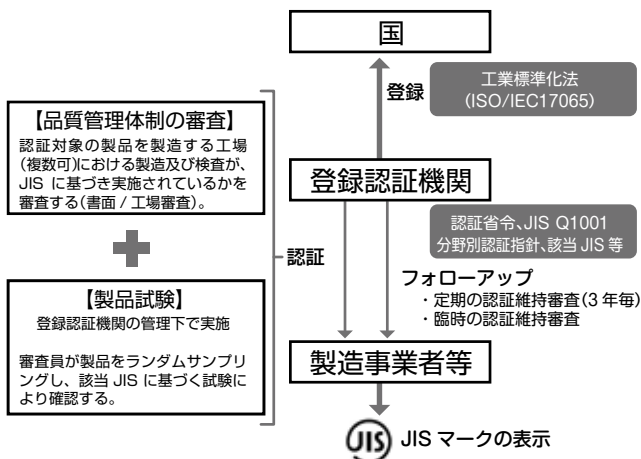 国
登録
工業標準化法
(ISO/IEC17065)
【品質管理体制の審査】
認証対象の製品を製造する工場
(複数可)における製造及び検査が、
JIS に基づき実施されているかを
審査する(書面 / 工場審査)。
登録認証機関
認証省令、JIS Q1001
分野別認証指針、該当 JIS 等
認証
フォローアップ
・定期の認証維持審査(3 年毎)
・臨時の認証維持審査
【製品試験】
登録認証機関の管理下で実施
審査員が製品をランダムサンプリ
ングし、該当 JIS に基づく試験に
より確認する。
製造事業者等
JIS JIS マークの表示